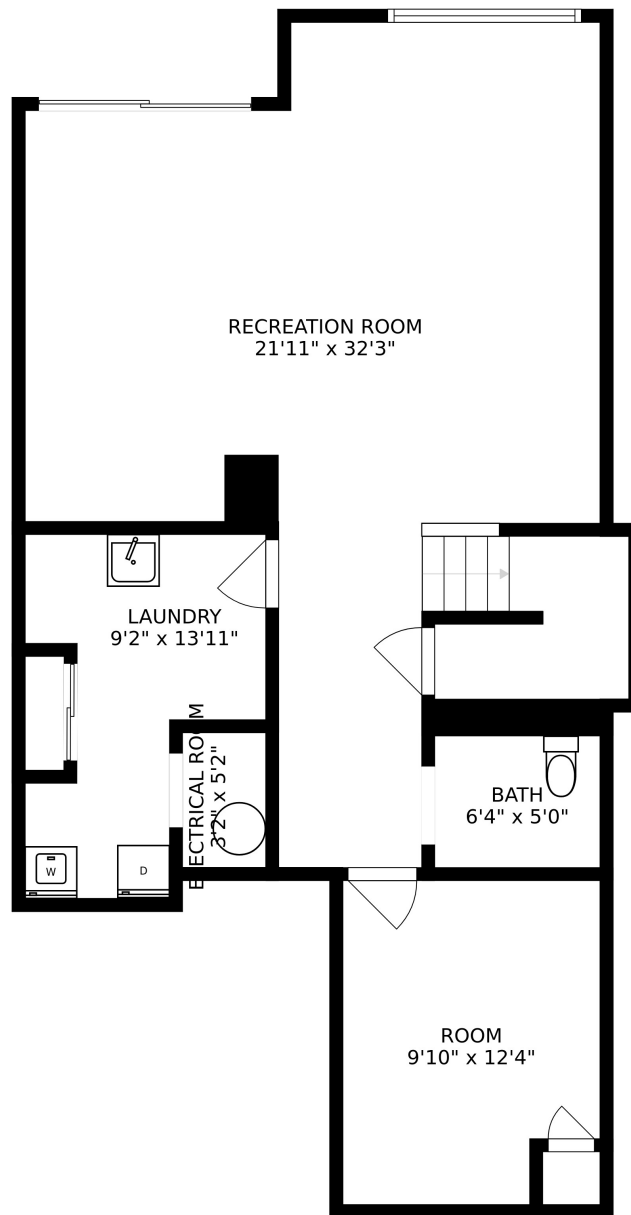 RECREATION ROOM
21'11" x 32'3"
LAUNDRY
9'2" x 13'11"
ELECTRICAL ROOM
3'2" x 5'2"
BATH
6'4" x 5'0"
W
D
ROOM
9'10" x 12'4"